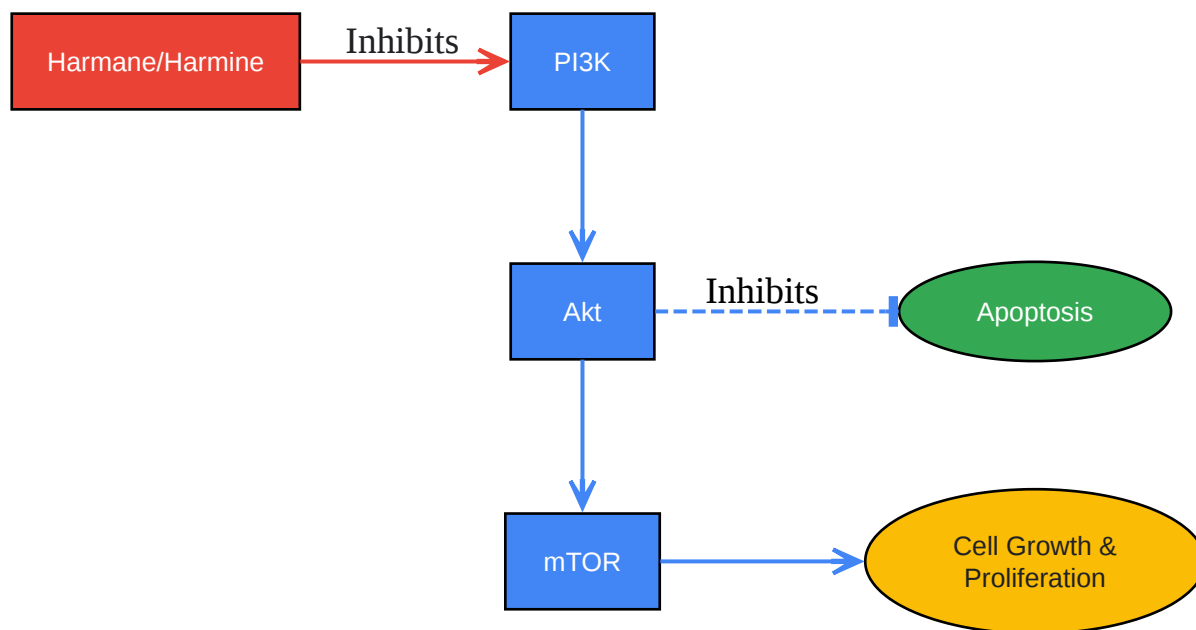 Inhibits
Harmane/Harmine
PI3K
Inhibits
Akt
Apoptosis
mTOR
Cell Growth &
Proliferation